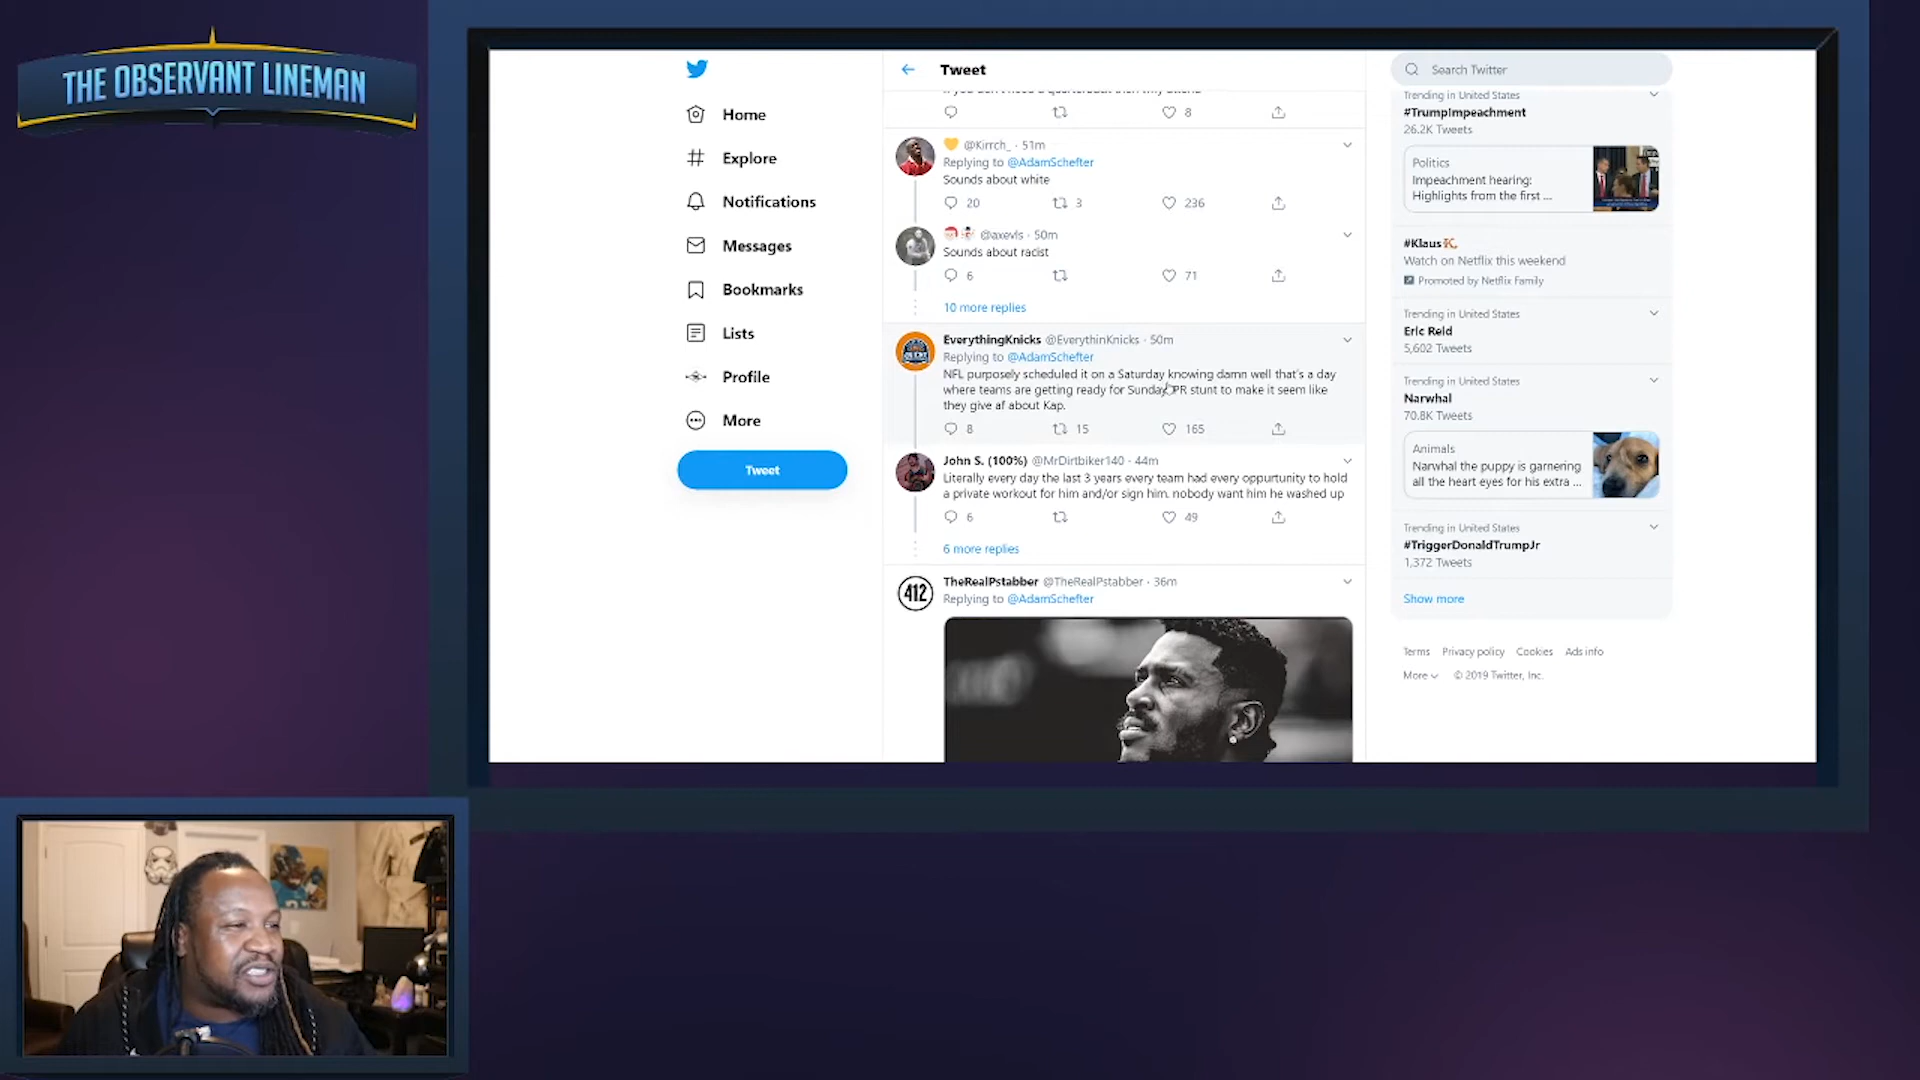 THE OBSERVANT LINEMAN
Home
Explore
Notifications
Messages
Bookmarks
Lists
Profile
More
Tweet
Tweet
8
@Kirrch_ · 51m
Replying to @AdamSchefter
Sounds about white
20 3 236
@axevls · 50m
Sounds about racist
6 71
10 more replies
EverythingKnicks @EverythinKnicks · 50m
Replying to @AdamSchefter
NFL purposely scheduled it on a Saturday knowing damn well that's a day
where teams are getting ready for Sunday PR stunt to make it seem like
they give af about Kap.
8 15 165
John S. (100%) @MrDirtbiker140 · 44m
Literally every day the last 3 years every team had every oppurtunity to hold
a private workout for him and/or sign him. nobody want him he washed up
6 49
6 more replies
412
TheRealPstabber @TheRealPstabber · 36m
Replying to @AdamSchefter
Search Twitter
Trending in United States
#TrumpImpeachment
26.2K Tweets
Politics
Impeachment hearing:
Highlights from the first ...
#Klaus
Watch on Netflix this weekend
Promoted by Netflix Family
Trending in United States
Eric Reid
5,602 Tweets
Trending in United States
Narwhal
70.8K Tweets
Animals
Narwhal the puppy is garnering
all the heart eyes for his extra ...
Trending in United States
#TriggerDonaldTrumpJr
1,372 Tweets
Show more
Terms Privacy policy Cookies Ads info
More © 2019 Twitter, Inc.